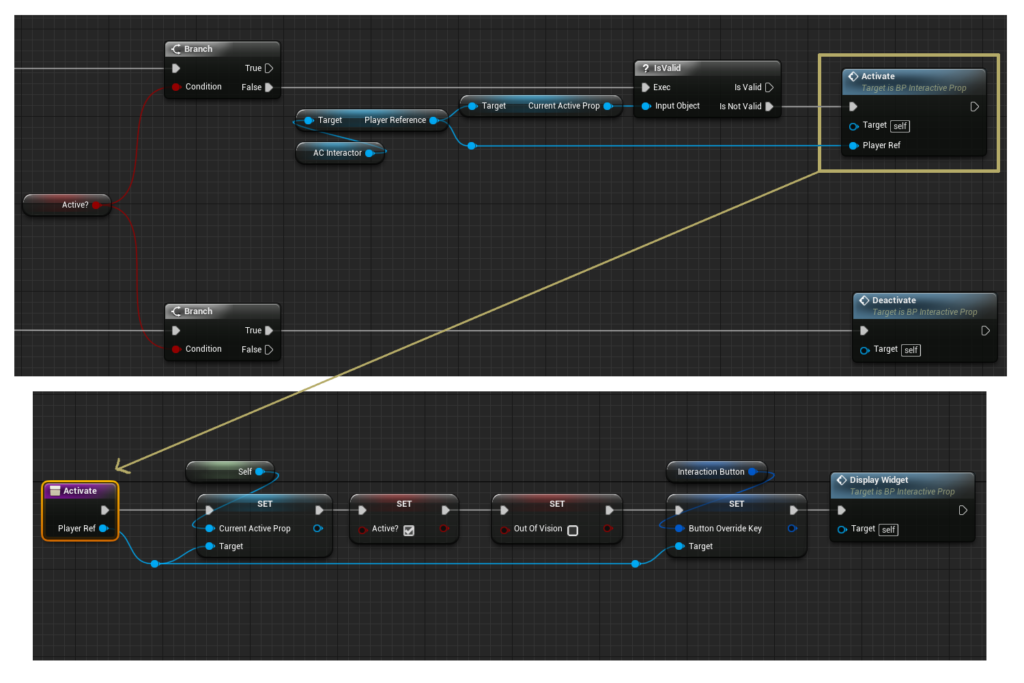 Branch
True
Condition
False
? IsValid
Exec
Is Valid
Input Object
Is Not Valid
Activate
Target is BP Interactive Prop
Target
self
Player Ref
Target
Current Active Prop
Target
Player Reference
AC Interactor
Active?
Branch
True
Condition
False
Deactivate
Target is BP Interactive Prop
Target
self
Activate
Player Ref
Self
SET
Current Active Prop
Target
SET
Active?
SET
Out Of Vision
Interaction Button
SET
Button Override Key
Target
Display Widget
Target is BP Interactive Prop
Target
self